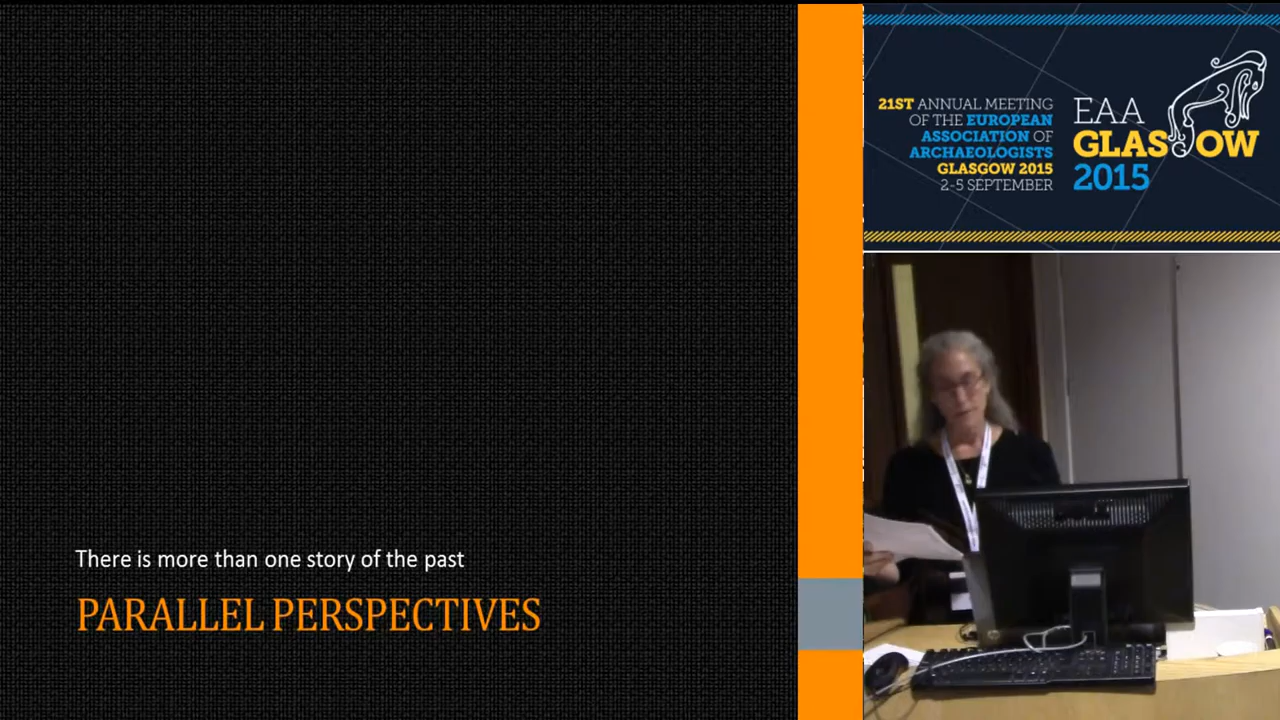 There is more than one story of the past
PARALLEL PERSPECTIVES
21ST ANNUAL MEETING
OF THE EUROPEAN
ASSOCIATION OF
ARCHAEOLOGISTS
GLASGOW 2015
2-5 SEPTEMBER
EAA
GLASGOW
2015